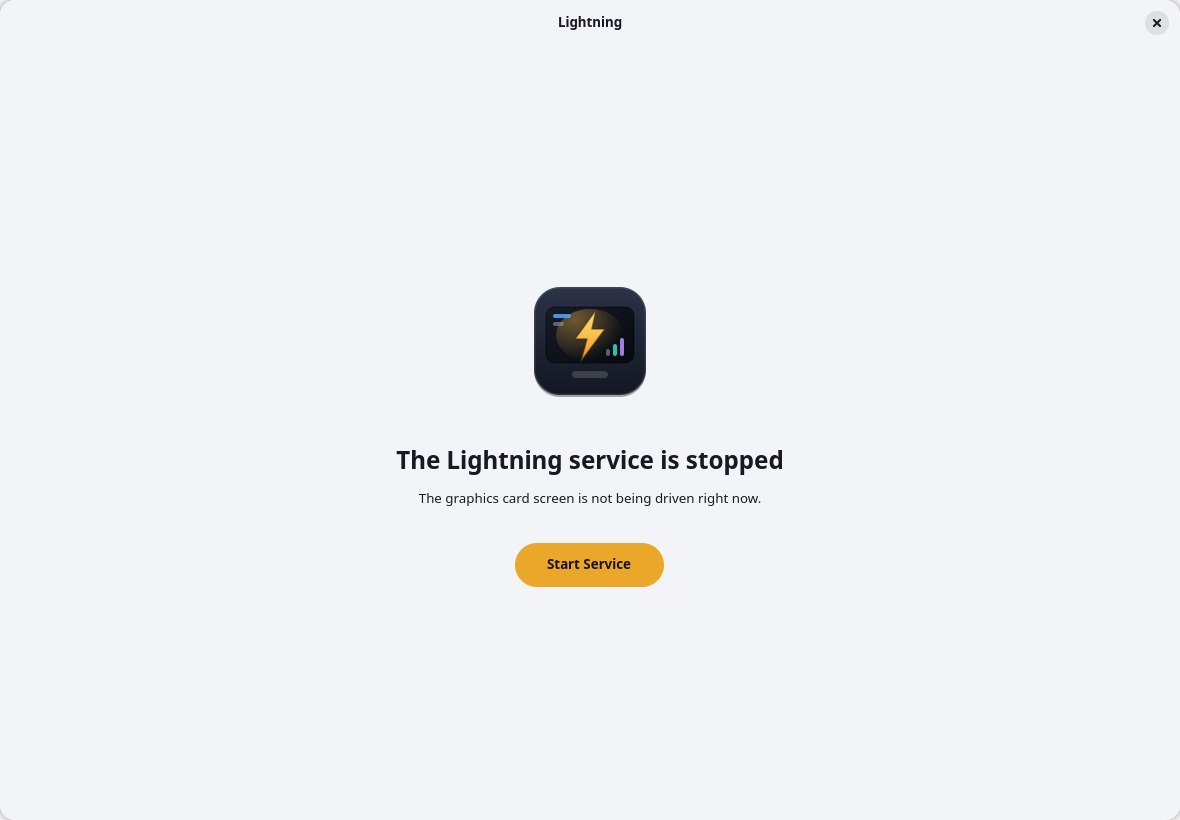 Lightning
The Lightning service is stopped
The graphics card screen is not being driven right now.
Start Service